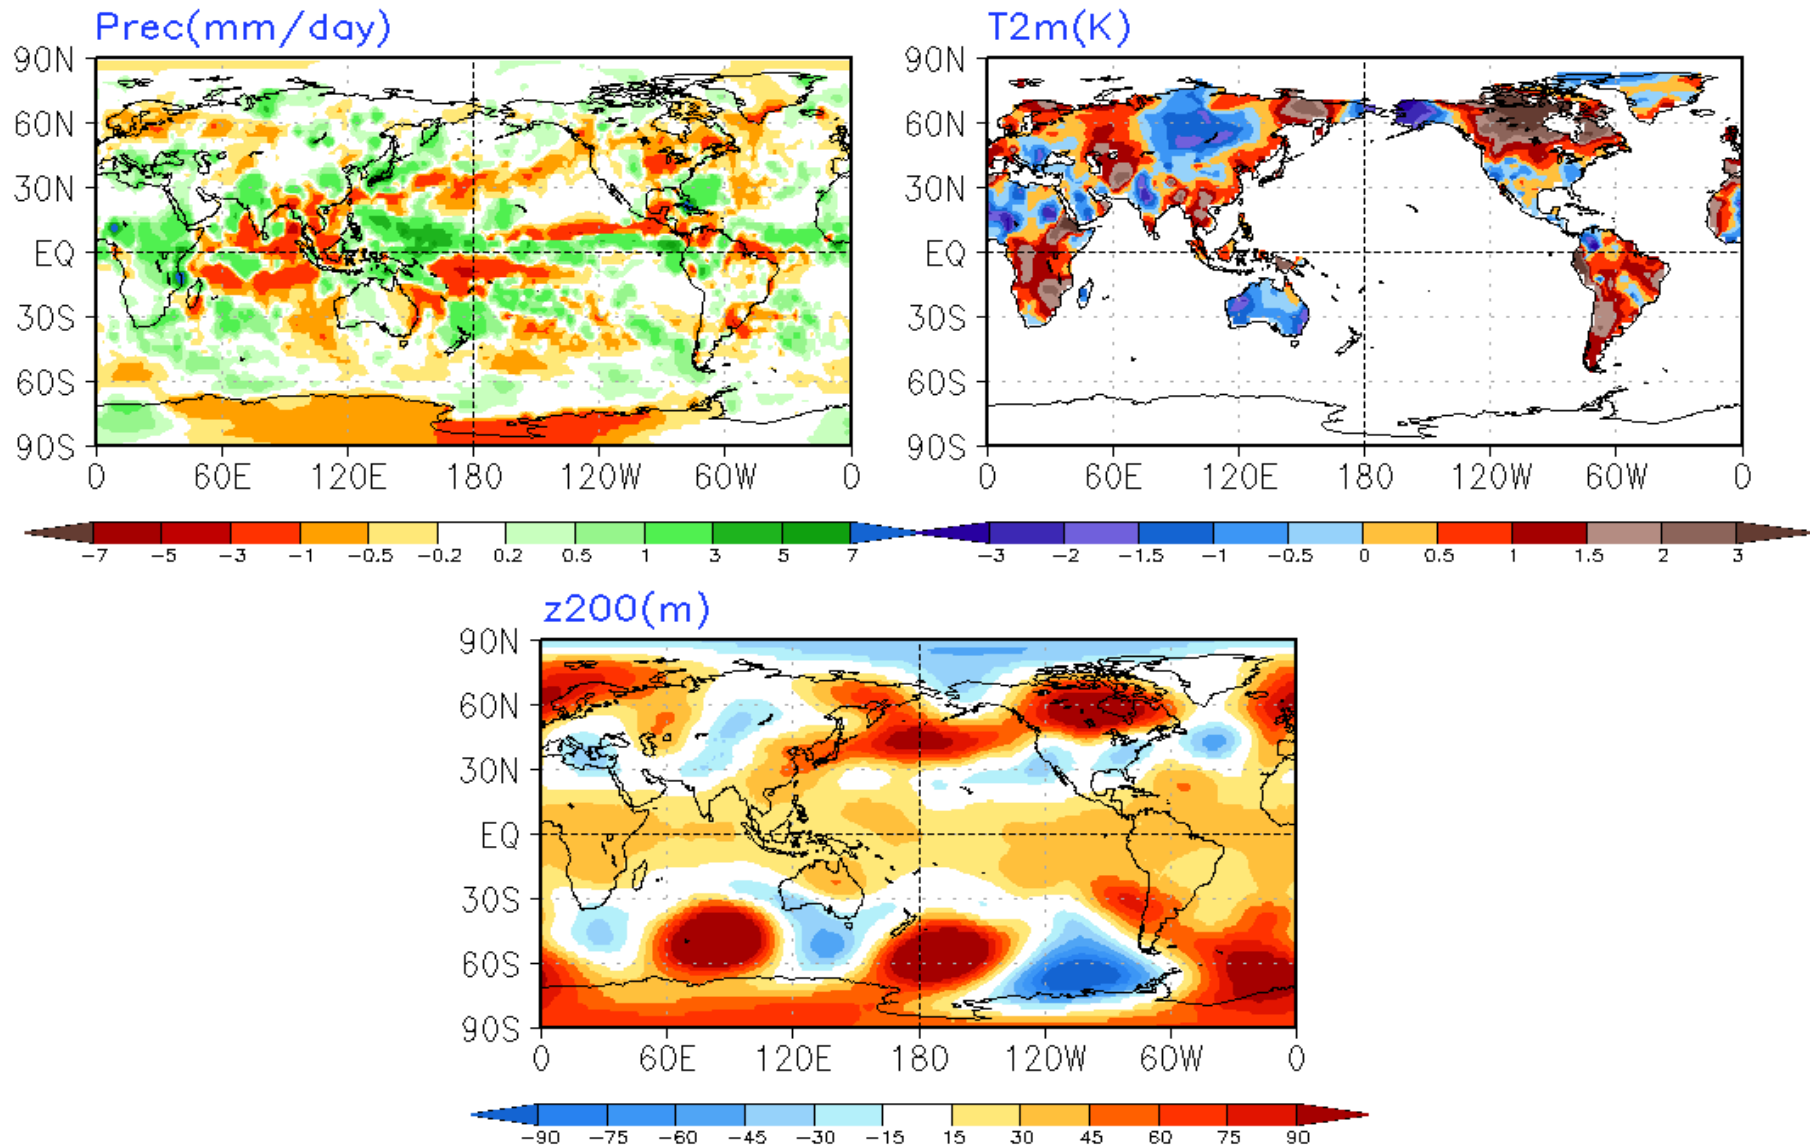 Prec(mm/day)
T2m(K)
90N
60N
30N
EQ
30S
60S
90S
0 60E 120E 180 120W 60W 0
90N
60N
30N
EQ
30S
60S
90S
0 60E 120E 180 120W 60W 0
-7 -5 -3 -1 -0.5 -0.2 0.2 0.5 1 3 5 7
-3 -2 -1.5 -1 -0.5 0 0.5 1 1.5 2 3
z200(m)
90N
60N
30N
EQ
30S
60S
90S
0 60E 120E 180 120W 60W 0
-90 -75 -60 -45 -30 -15 15 30 45 60 75 90